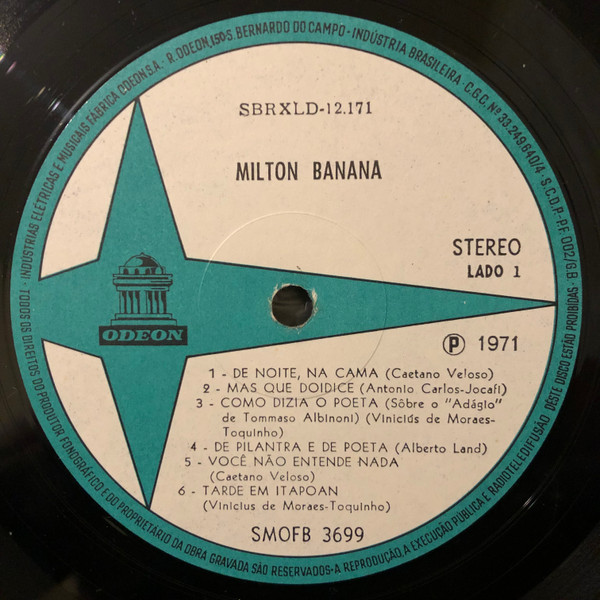 INDÚSTRIAS ELÉTRICAS E MUSICAIS FÁBRICA ODEON S.A. - R. ODEON, 150-S. BERNARDO DO CAMPO - INDÚSTRIA BRASILEIRA - C.G.C. Nº 33.249.640/4 - S.C.D.P.-P.F. 002/GB
SBRXLD-12.171
MILTON BANANA
STEREO
LADO 1
ODEON
℗ 1971
1 - DE NOITE, NA CAMA (Caetano Veloso)
2 - MAS QUE DOIDICE (Antonio Carlos-Jocafi)
3 - COMO DIZIA O POETA (Sôbre o "Adágio"
de Tommaso Albinoni) (Vinicius de Moraes-
Toquinho)
4 - DE PILANTRA E DE POETA (Alberto Land)
5 - VOCÊ NÃO ENTENDE NADA
(Caetano Veloso)
6 - TARDE EM ITAPOAN
(Vinicius de Moraes-Toquinho)
SMOFB 3699
TODOS OS DIREITOS DO PRODUTOR FONOGRÁFICO E DO PROPRIETÁRIO DA OBRA GRAVADA SÃO RESERVADOS-A REPRODUÇÃO, A EXECUÇÃO PÚBLICA E RADIOTELEDIFUSÃO DESTE DISCO ESTÃO PROIBIDAS